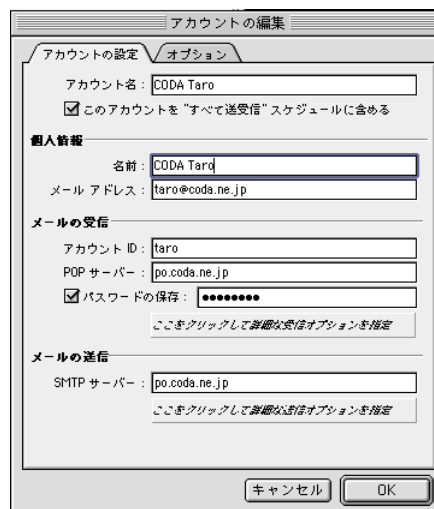 アカウントの編集
アカウントの設定 オプション
アカウント名： CODA Taro
このアカウントを "すべて送受信" スケジュールに含める
個人情報
名前： CODA Taro
メール アドレス： taro@coda.ne.jp
メールの受信
アカウント ID： taro
POP サーバー： po.coda.ne.jp
パスワードの保存： ●●●●●●●●
ここをクリックして詳細な受信オプションを指定
メールの送信
SMTP サーバー： po.coda.ne.jp
ここをクリックして詳細な送信オプションを指定
キャンセル OK